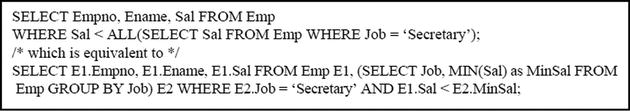 SELECT Empno, Ename, Sal FROM Emp
WHERE Sal < ALL(SELECT Sal FROM Emp WHERE Job = ‘Secretary’);
/* which is equivalent to */
SELECT E1.Empno, E1.Ename, E1.Sal FROM Emp E1, (SELECT Job, MIN(Sal) as MinSal FROM
Emp GROUP BY Job) E2 WHERE E2.Job = ‘Secretary’ AND E1.Sal < E2.MinSal;